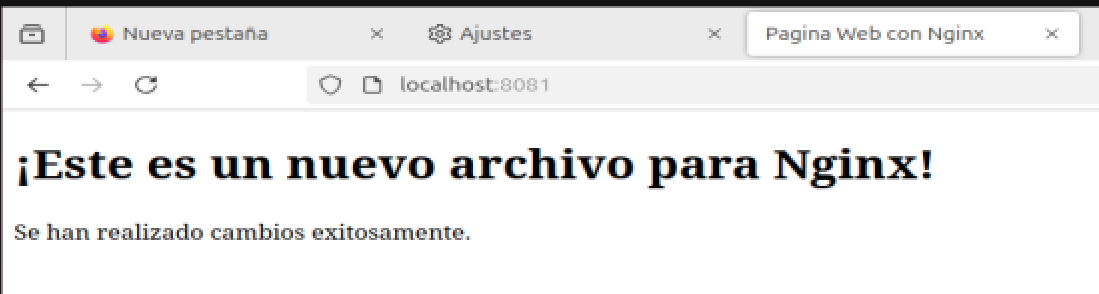 Nueva pestaña
Ajustes
Pagina Web con Nginx
localhost:8081
¡Este es un nuevo archivo para Nginx!
Se han realizado cambios exitosamente.